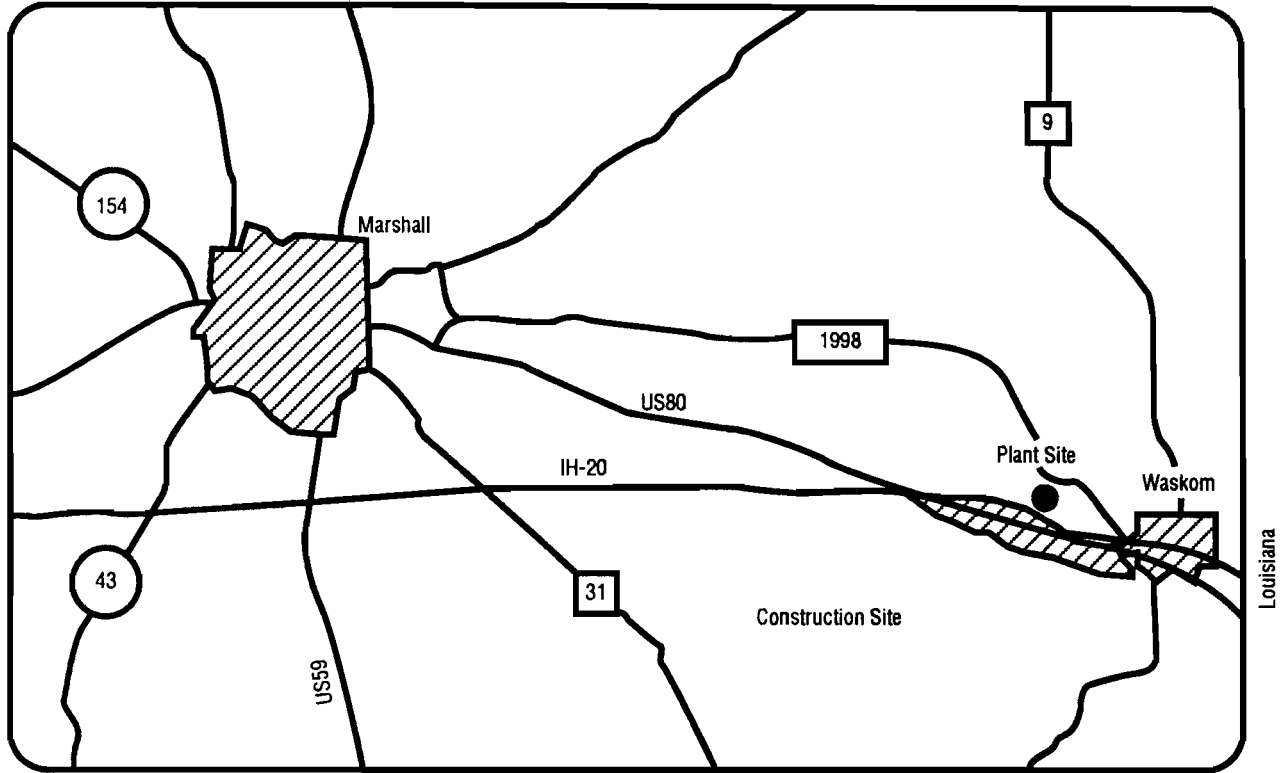 9
154
Marshall
1998
US80
Plant Site
IH-20
Waskom
Louisiana
43
31
Construction Site
US59